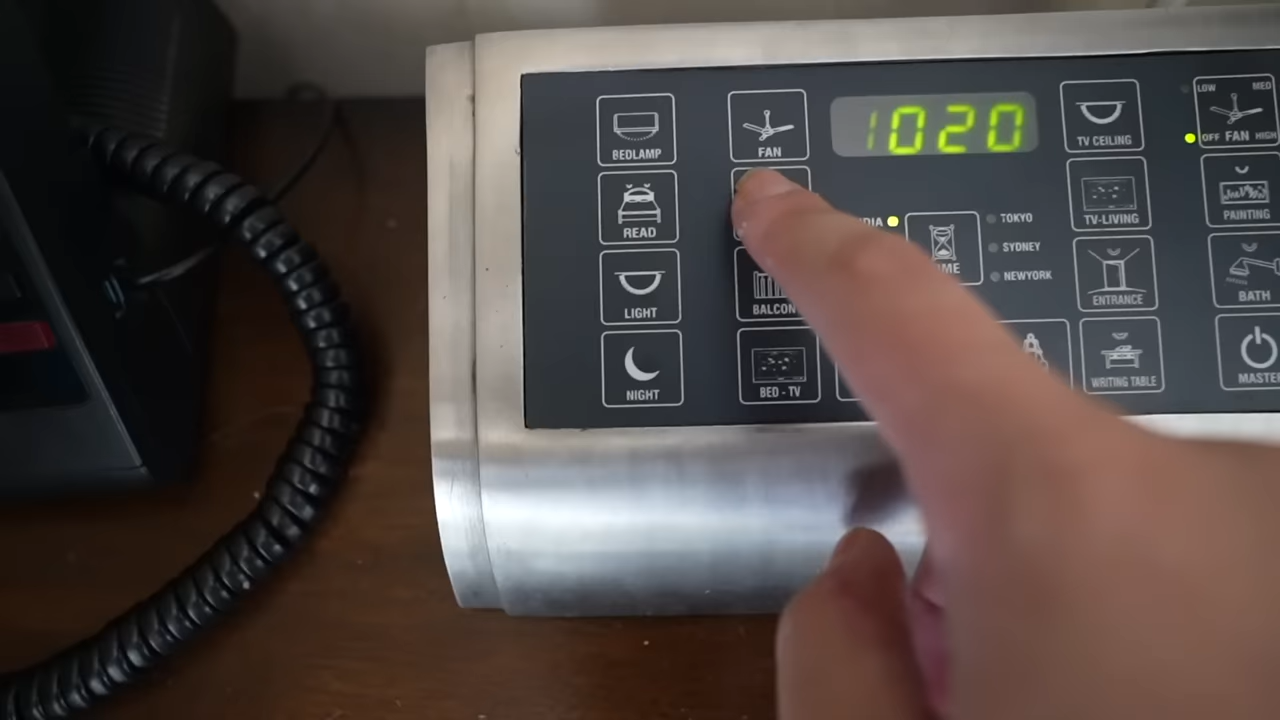 BEDLAMP
FAN
1020
TV CEILING
LOW
MED
OFF FAN HIGH
READ
TV-LIVING
PAINTING
TOKYO
SYDNEY
NEWYORK
LIGHT
ENTRANCE
BATH
NIGHT
BED - TV
WRITING TABLE